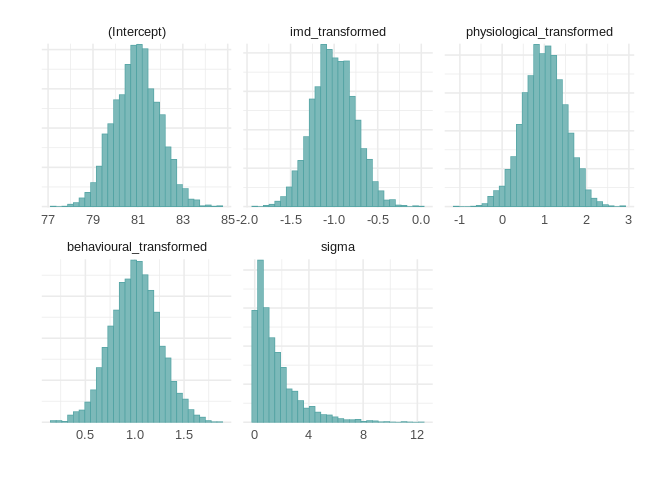 (Intercept) imd_transformed physiological_transformed
77 79 81 83 85 -2.0 -1.5 -1.0 -0.5 0.0 -1 0 1 2 3
behavioural_transformed sigma
0.5 1.0 1.5 0 4 8 12